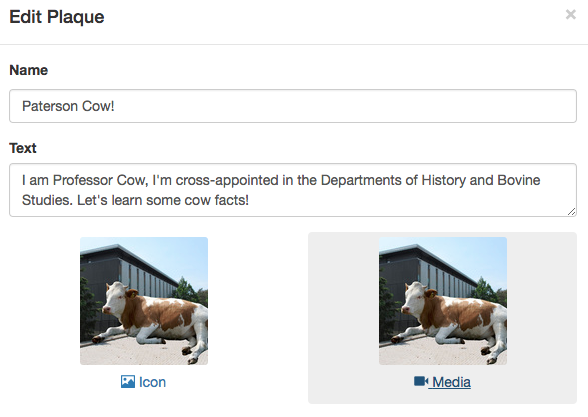 Edit Plaque ×
Name
Paterson Cow!
Text
I am Professor Cow, I'm cross-appointed in the Departments of History and Bovine
Studies. Let's learn some cow facts!
Icon
Media